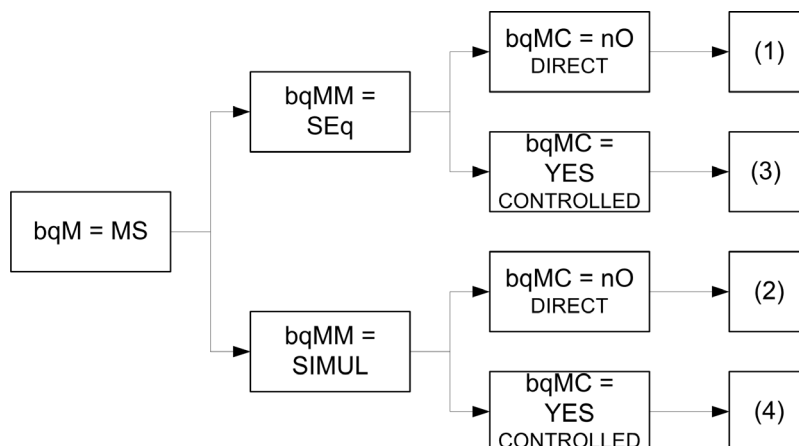 bqMC = nO
DIRECT
(1)
bqMM =
SEq
bqMC =
YES
CONTROLLED
(3)
bqM = MS
bqMC = nO
DIRECT
(2)
bqMM =
SIMUL
bqMC =
YES
CONTROLLED
(4)